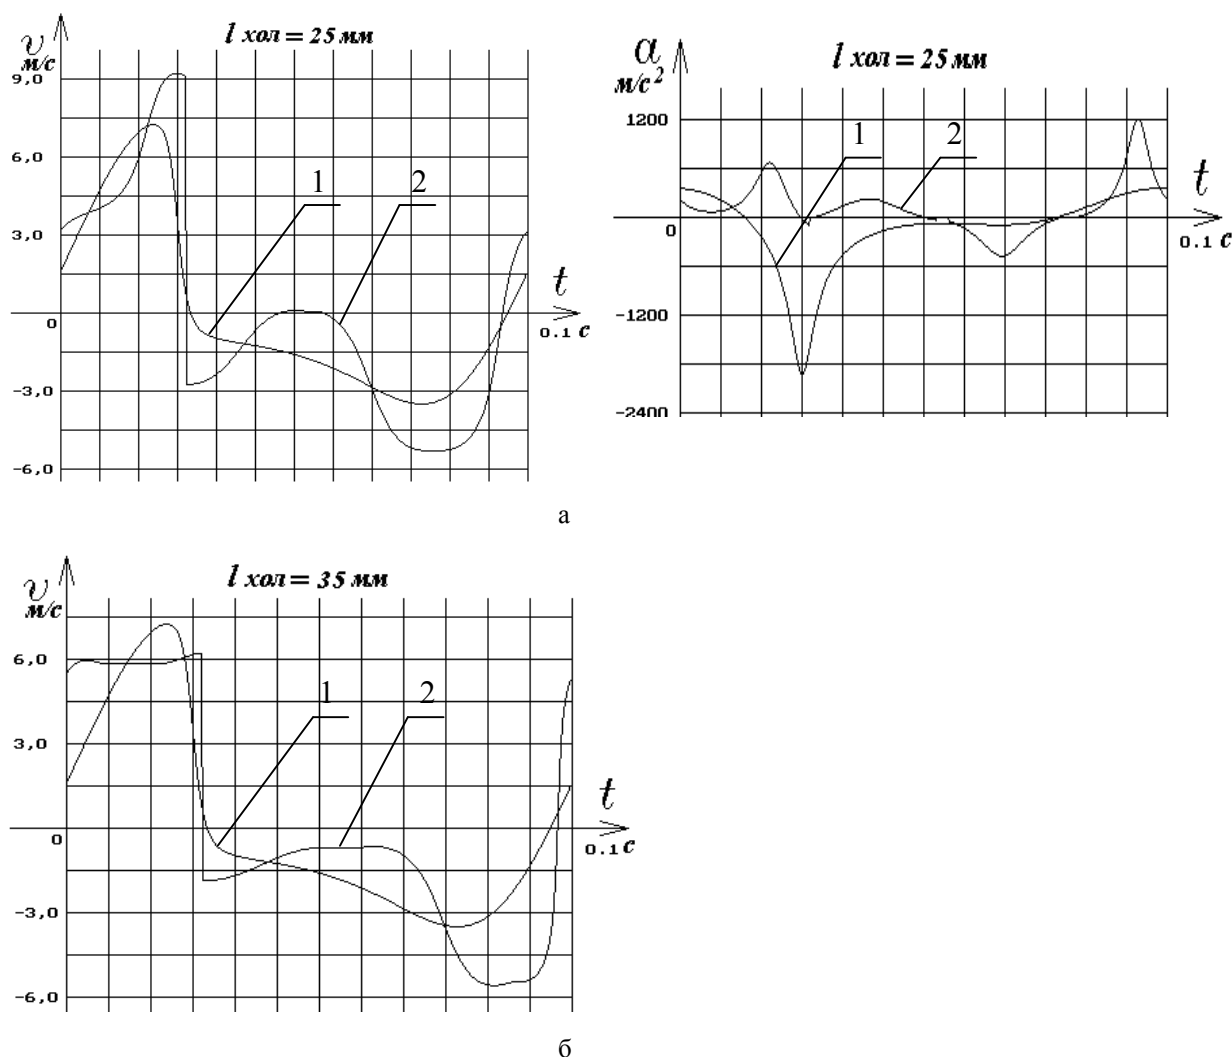 l хол = 25 мм
υ
м/с
9,0
6,0
3,0
0
-3,0
-6,0
1
2
t
0.1 с
l хол = 25 мм
a
м/с²
1200
0
-1200
-2400
1
2
t
0.1 с
а
l хол = 35 мм
υ
м/с
6,0
3,0
0
-3,0
-6,0
1
2
t
0.1 с
б